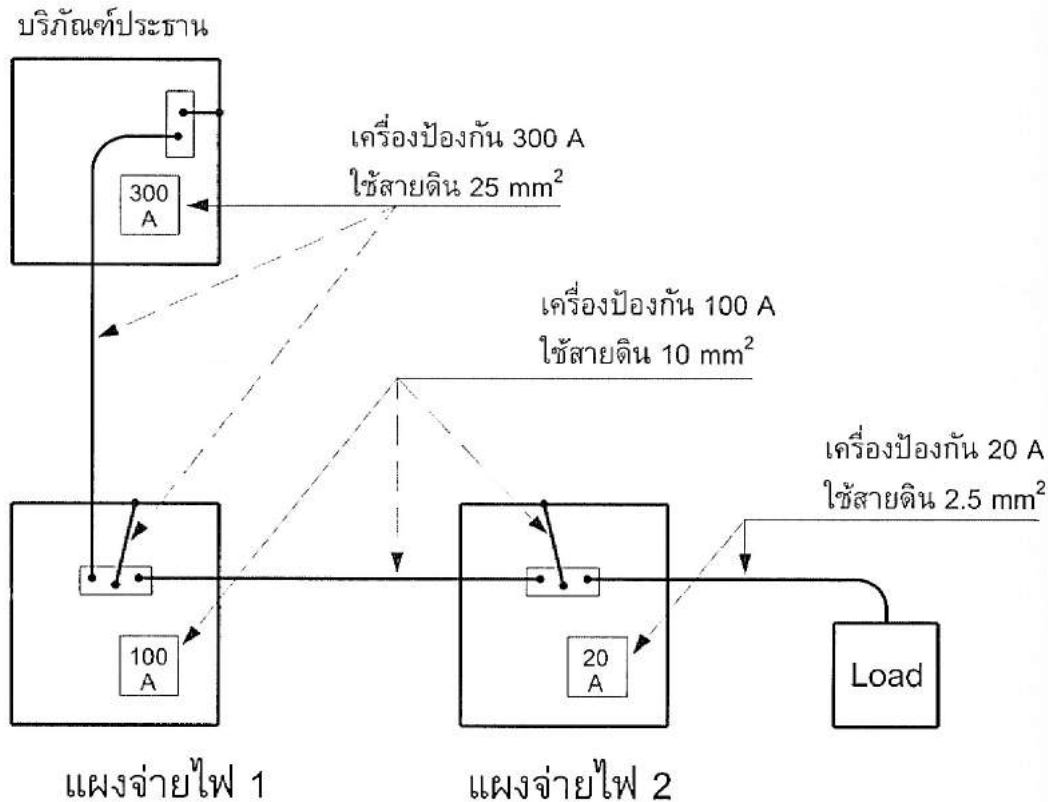 บริภัณฑ์ประธาน
เครื่องป้องกัน 300 A
ใช้สายดิน 25 mm²
300
A
เครื่องป้องกัน 100 A
ใช้สายดิน 10 mm²
เครื่องป้องกัน 20 A
ใช้สายดิน 2.5 mm²
100
A
20
A
Load
แผงจ่ายไฟ 1
แผงจ่ายไฟ 2